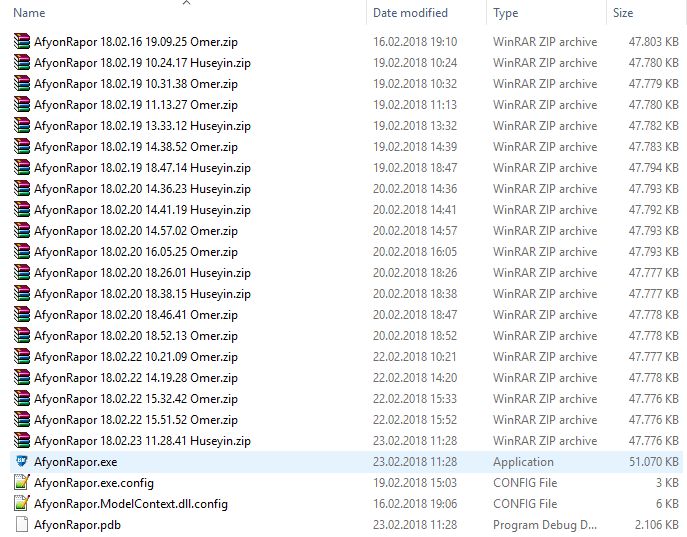 Name Date modified Type Size
AfyonRapor 18.02.16 19.09.25 Omer.zip 16.02.2018 19:10 WinRAR ZIP archive 47.803 KB
AfyonRapor 18.02.19 10.24.17 Huseyin.zip 19.02.2018 10:24 WinRAR ZIP archive 47.780 KB
AfyonRapor 18.02.19 10.31.38 Omer.zip 19.02.2018 10:32 WinRAR ZIP archive 47.779 KB
AfyonRapor 18.02.19 11.13.27 Omer.zip 19.02.2018 11:13 WinRAR ZIP archive 47.780 KB
AfyonRapor 18.02.19 13.33.12 Huseyin.zip 19.02.2018 13:32 WinRAR ZIP archive 47.782 KB
AfyonRapor 18.02.19 14.38.52 Omer.zip 19.02.2018 14:39 WinRAR ZIP archive 47.783 KB
AfyonRapor 18.02.19 18.47.14 Huseyin.zip 19.02.2018 18:47 WinRAR ZIP archive 47.794 KB
AfyonRapor 18.02.20 14.36.23 Huseyin.zip 20.02.2018 14:36 WinRAR ZIP archive 47.793 KB
AfyonRapor 18.02.20 14.41.19 Huseyin.zip 20.02.2018 14:41 WinRAR ZIP archive 47.792 KB
AfyonRapor 18.02.20 14.57.02 Omer.zip 20.02.2018 14:57 WinRAR ZIP archive 47.793 KB
AfyonRapor 18.02.20 16.05.25 Omer.zip 20.02.2018 16:05 WinRAR ZIP archive 47.793 KB
AfyonRapor 18.02.20 18.26.01 Huseyin.zip 20.02.2018 18:26 WinRAR ZIP archive 47.777 KB
AfyonRapor 18.02.20 18.38.15 Huseyin.zip 20.02.2018 18:38 WinRAR ZIP archive 47.777 KB
AfyonRapor 18.02.20 18.46.41 Omer.zip 20.02.2018 18:47 WinRAR ZIP archive 47.778 KB
AfyonRapor 18.02.20 18.52.13 Omer.zip 20.02.2018 18:52 WinRAR ZIP archive 47.778 KB
AfyonRapor 18.02.22 10.21.09 Omer.zip 22.02.2018 10:21 WinRAR ZIP archive 47.777 KB
AfyonRapor 18.02.22 14.19.28 Omer.zip 22.02.2018 14:20 WinRAR ZIP archive 47.778 KB
AfyonRapor 18.02.22 15.32.42 Omer.zip 22.02.2018 15:33 WinRAR ZIP archive 47.776 KB
AfyonRapor 18.02.22 15.51.52 Omer.zip 22.02.2018 15:52 WinRAR ZIP archive 47.776 KB
AfyonRapor 18.02.23 11.28.41 Huseyin.zip 23.02.2018 11:28 WinRAR ZIP archive 47.776 KB
AfyonRapor.exe 23.02.2018 11:28 Application 51.070 KB
AfyonRapor.exe.config 19.02.2018 15:03 CONFIG File 3 KB
AfyonRapor.ModelContext.dll.config 16.02.2018 19:06 CONFIG File 6 KB
AfyonRapor.pdb 23.02.2018 11:28 Program Debug D... 2.106 KB